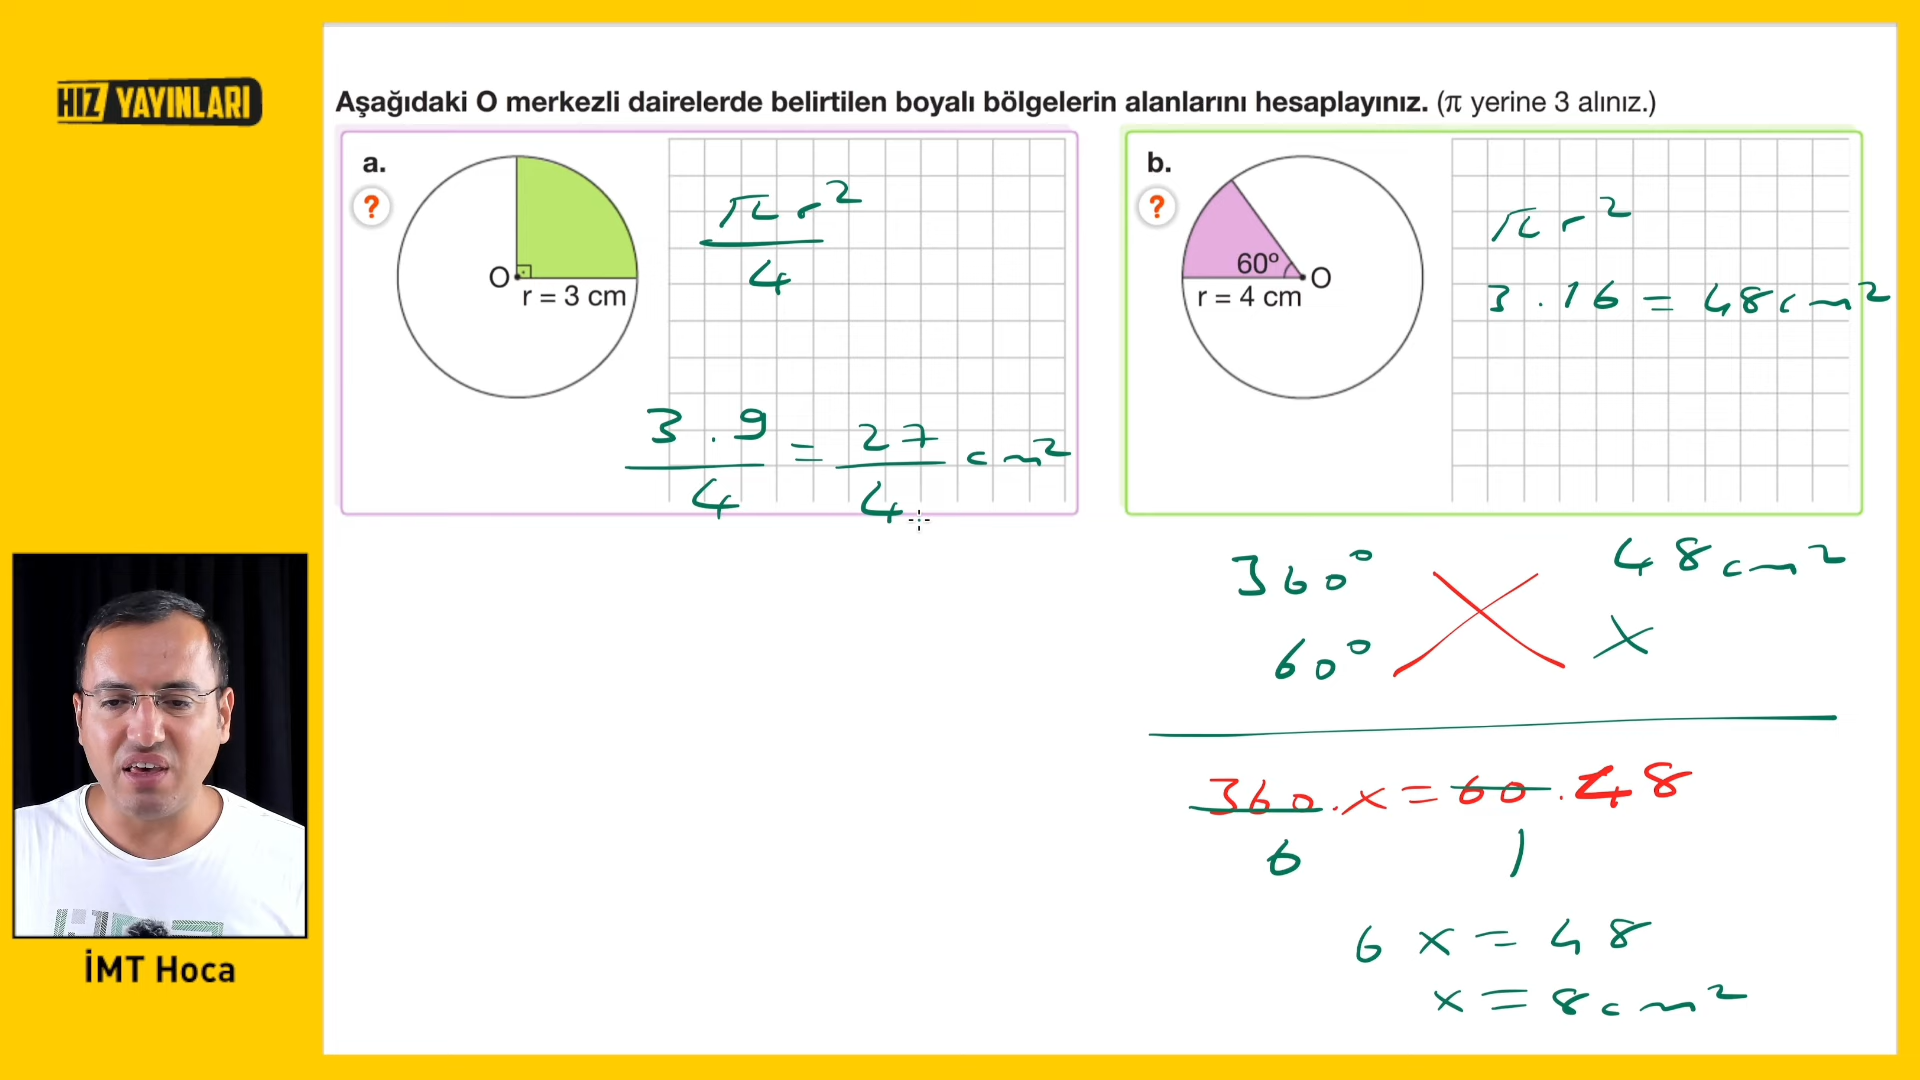 HIZ YAYINLARI
Aşağıdaki O merkezli dairelerde belirtilen boyalı bölgelerin alanlarını hesaplayınız. (π yerine 3 alınız.)
a.
?
O
r = 3 cm
πr²
4
3 . 9 = 27 cm²
4 4
b.
?
60º
O
r = 4 cm
πr²
3 . 16 = 48 cm²
360° 48 cm²
60° x
360 . x = 60 . 48
6 1
6 x = 48
x = 8 cm²
İMT Hoca